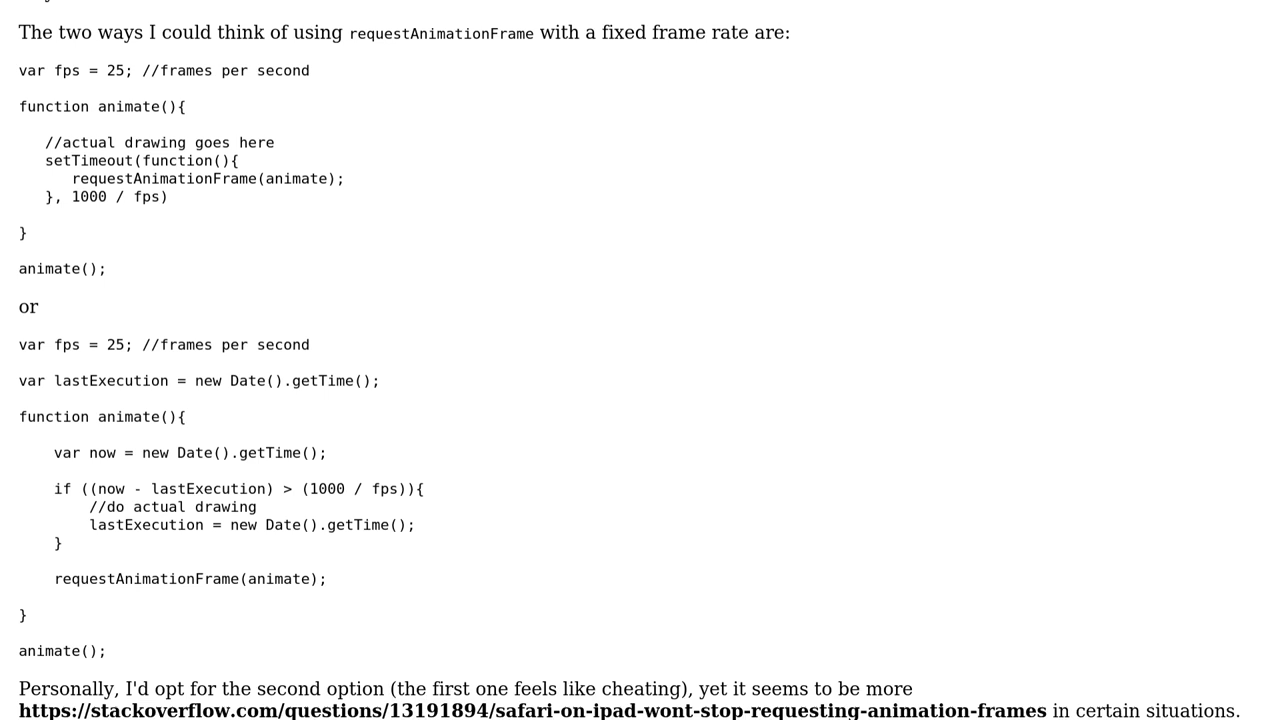 The two ways I could think of using requestAnimationFrame with a fixed frame rate are:
var fps = 25; //frames per second
function animate(){
//actual drawing goes here
setTimeout(function(){
requestAnimationFrame(animate);
}, 1000 / fps)
}
animate();
or
var fps = 25; //frames per second
var lastExecution = new Date().getTime();
function animate(){
var now = new Date().getTime();
if ((now - lastExecution) > (1000 / fps)){
//do actual drawing
lastExecution = new Date().getTime();
}
requestAnimationFrame(animate);
}
animate();
Personally, I'd opt for the second option (the first one feels like cheating), yet it seems to be more
https://stackoverflow.com/questions/13191894/safari-on-ipad-wont-stop-requesting-animation-frames in certain situations.